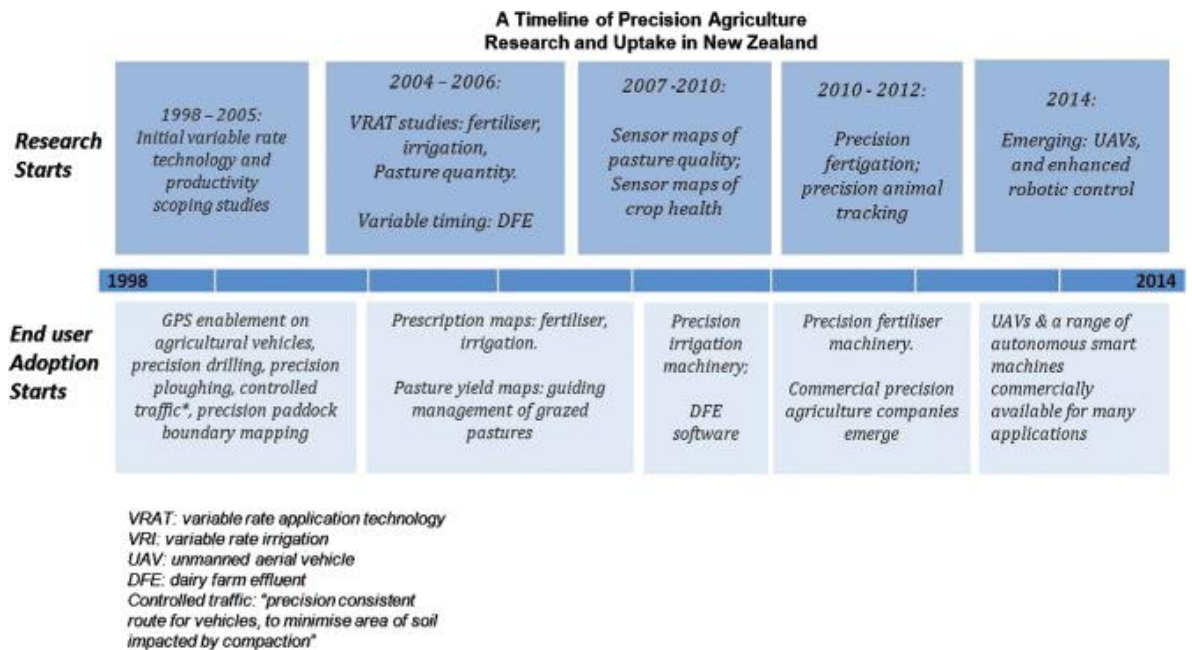 A Timeline of Precision Agriculture
Research and Uptake in New Zealand
Research
Starts
1998 – 2005:
Initial variable rate
technology and
productivity
scoping studies
2004 – 2006:
VRAT studies: fertiliser,
irrigation,
Pasture quantity.
Variable timing: DFE
2007 -2010:
Sensor maps of
pasture quality;
Sensor maps of
crop health
2010 - 2012:
Precision
fertigation;
precision animal
tracking
2014:
Emerging: UAVs,
and enhanced
robotic control
1998
2014
End user
Adoption
Starts
GPS enablement on
agricultural vehicles,
precision drilling, precision
ploughing, controlled
traffic*, precision paddock
boundary mapping
Prescription maps: fertiliser,
irrigation.
Pasture yield maps: guiding
management of grazed
pastures
Precision
irrigation
machinery;
DFE
software
Precision fertiliser
machinery.
Commercial precision
agriculture companies
emerge
UAVs & a range of
autonomous smart
machines
commercially
available for many
applications
VRAT: variable rate application technology
VRI: variable rate irrigation
UAV: unmanned aerial vehicle
DFE: dairy farm effluent
Controlled traffic: "precision consistent
route for vehicles, to minimise area of soil
impacted by compaction"